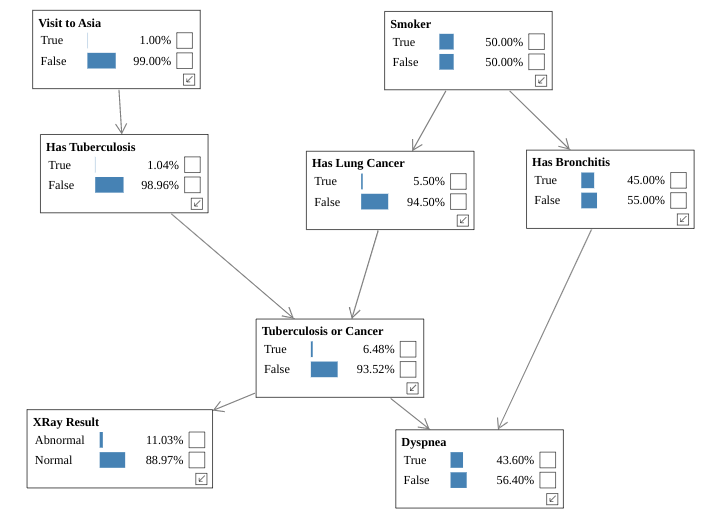 Visit to Asia
True 1.00%
False 99.00%
Smoker
True 50.00%
False 50.00%
Has Tuberculosis
True 1.04%
False 98.96%
Has Lung Cancer
True 5.50%
False 94.50%
Has Bronchitis
True 45.00%
False 55.00%
Tuberculosis or Cancer
True 6.48%
False 93.52%
XRay Result
Abnormal 11.03%
Normal 88.97%
Dyspnea
True 43.60%
False 56.40%